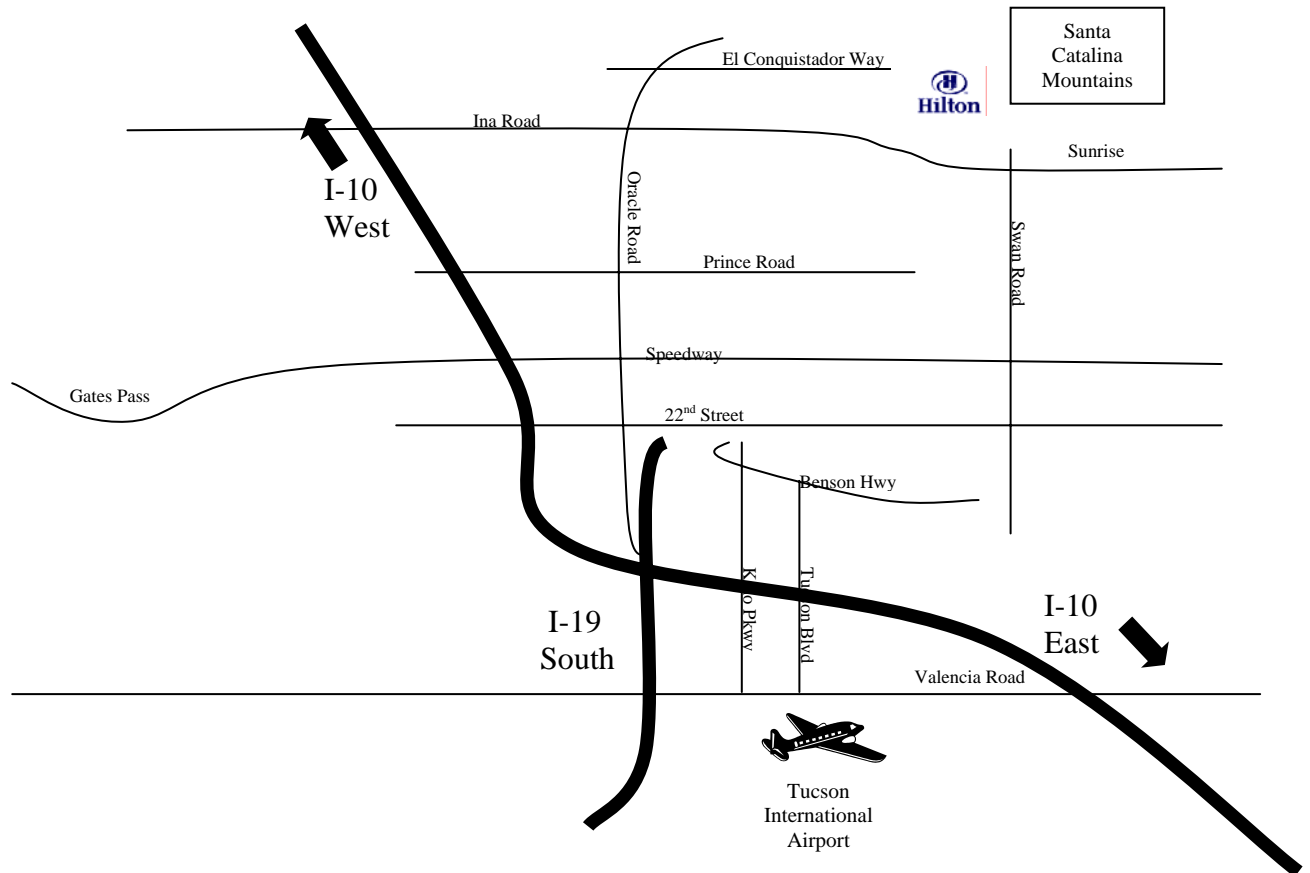 Santa
Catalina
Mountains
El Conquistador Way
Hilton
Ina Road
Sunrise
I-10
West
Oracle Road
Swan Road
Prince Road
Speedway
Gates Pass
22nd Street
Benson Hwy
Pkwy
Tucson Blvd
I-19
South
I-10
East
Valencia Road
Tucson
International
Airport